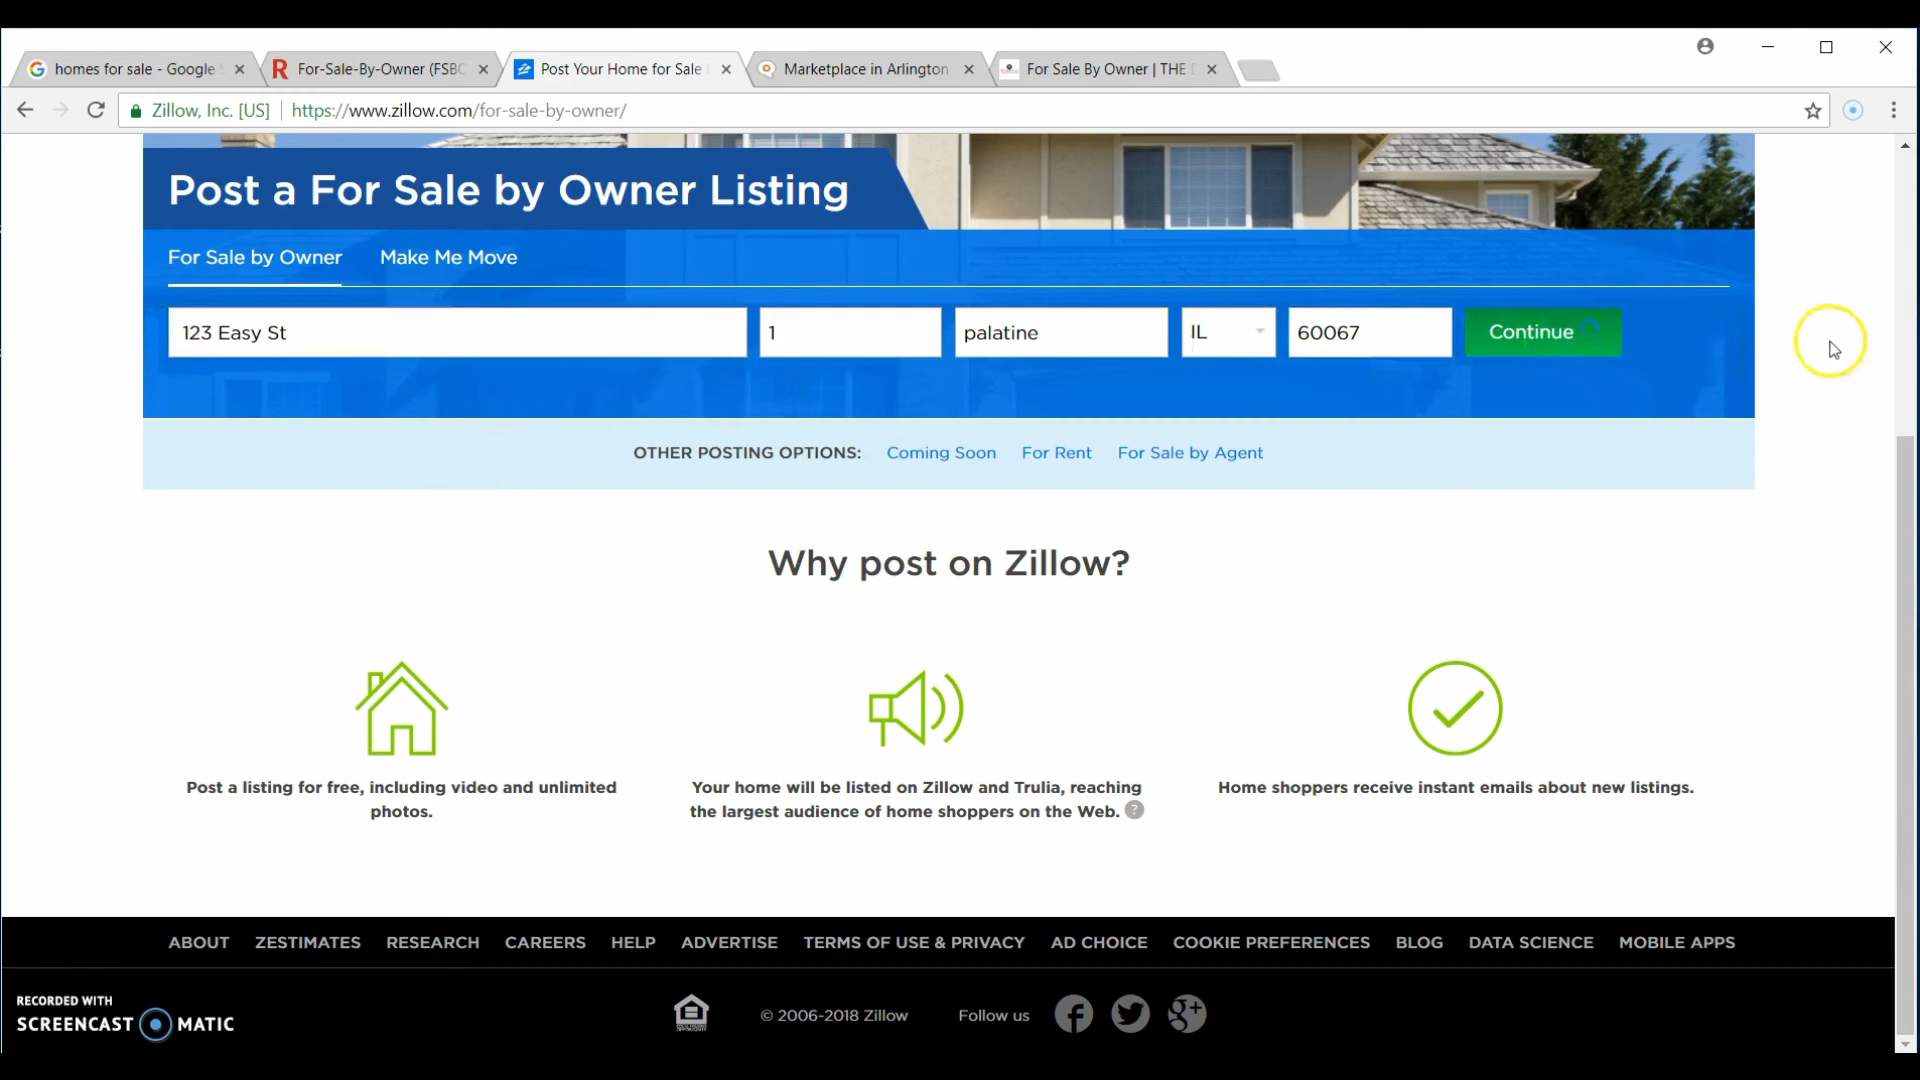 homes for sale - Google
For-Sale-By-Owner (FSBO
Post Your Home for Sale
Marketplace in Arlington
For Sale By Owner | THE
Zillow, Inc. [US]
https://www.zillow.com/for-sale-by-owner/
Post a For Sale by Owner Listing
For Sale by Owner
Make Me Move
123 Easy St
1
palatine
IL
60067
Continue
OTHER POSTING OPTIONS: Coming Soon For Rent For Sale by Agent
Why post on Zillow?
Post a listing for free, including video and unlimited
photos.
Your home will be listed on Zillow and Trulia, reaching
the largest audience of home shoppers on the Web. ?
Home shoppers receive instant emails about new listings.
ABOUT ZESTIMATES RESEARCH CAREERS HELP ADVERTISE TERMS OF USE & PRIVACY AD CHOICE COOKIE PREFERENCES BLOG DATA SCIENCE MOBILE APPS
RECORDED WITH
SCREENCAST MATIC
© 2006-2018 Zillow
Follow us